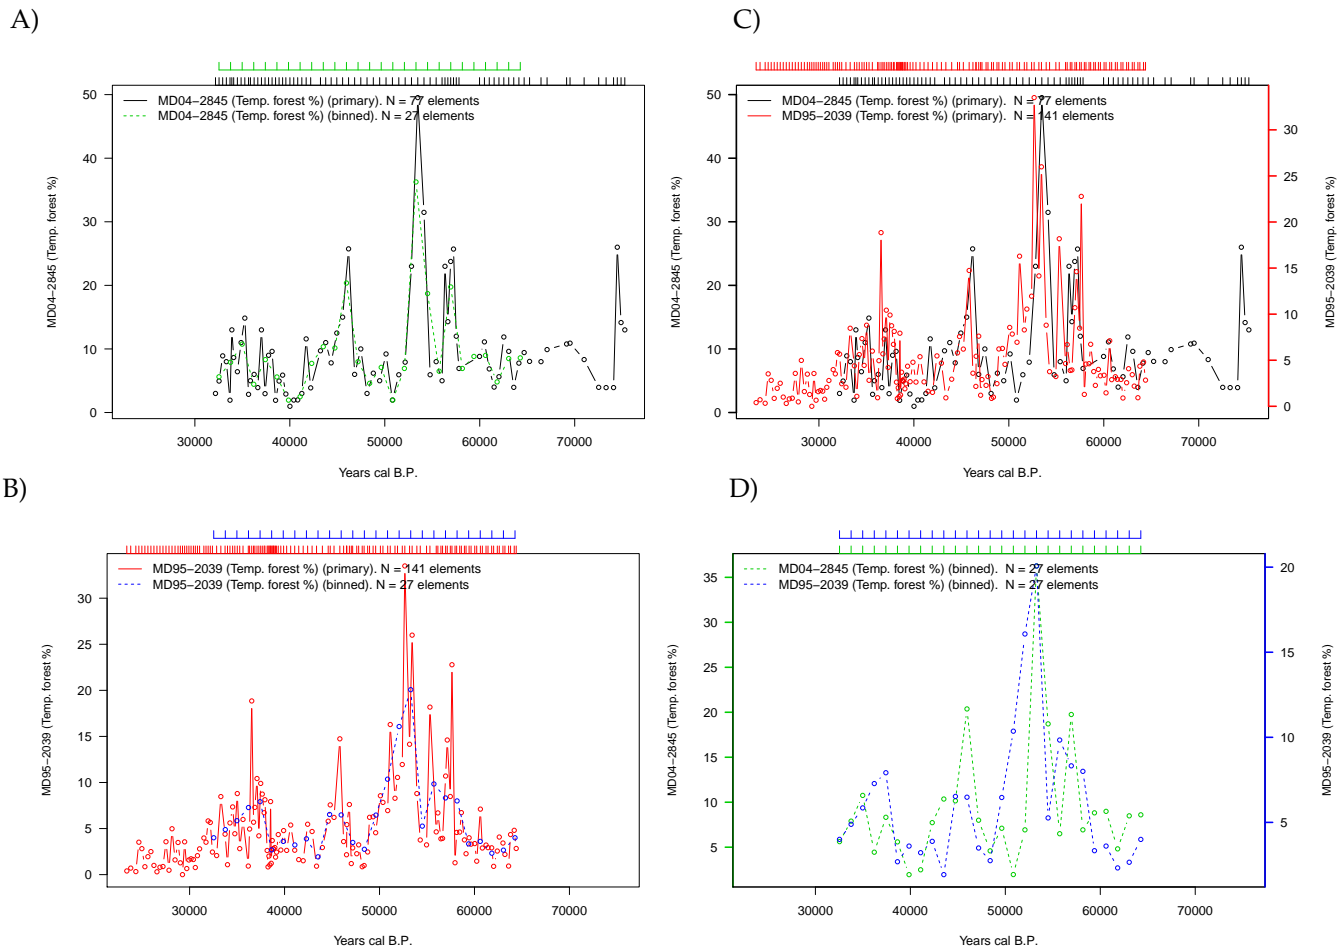 A)
MD04−2845 (Temp. forest %) (primary). N = 77 elements
MD04−2845 (Temp. forest %) (binned). N = 27 elements
MD04−2845 (Temp. forest %)
50
40
30
20
10
0
30000 40000 50000 60000 70000
Years cal B.P.
C)
MD04−2845 (Temp. forest %) (primary). N = 77 elements
MD95−2039 (Temp. forest %) (primary). N = 141 elements
MD04−2845 (Temp. forest %)
50
40
30
20
10
0
MD95−2039 (Temp. forest %)
30
25
20
15
10
5
0
30000 40000 50000 60000 70000
Years cal B.P.
B)
MD95−2039 (Temp. forest %) (primary). N = 141 elements
MD95−2039 (Temp. forest %) (binned). N = 27 elements
MD95−2039 (Temp. forest %)
30
25
20
15
10
5
0
30000 40000 50000 60000 70000
Years cal B.P.
D)
MD04−2845 (Temp. forest %) (binned). N = 27 elements
MD95−2039 (Temp. forest %) (binned). N = 27 elements
MD04−2845 (Temp. forest %)
35
30
25
20
15
10
5
MD95−2039 (Temp. forest %)
20
15
10
5
30000 40000 50000 60000 70000
Years cal B.P.